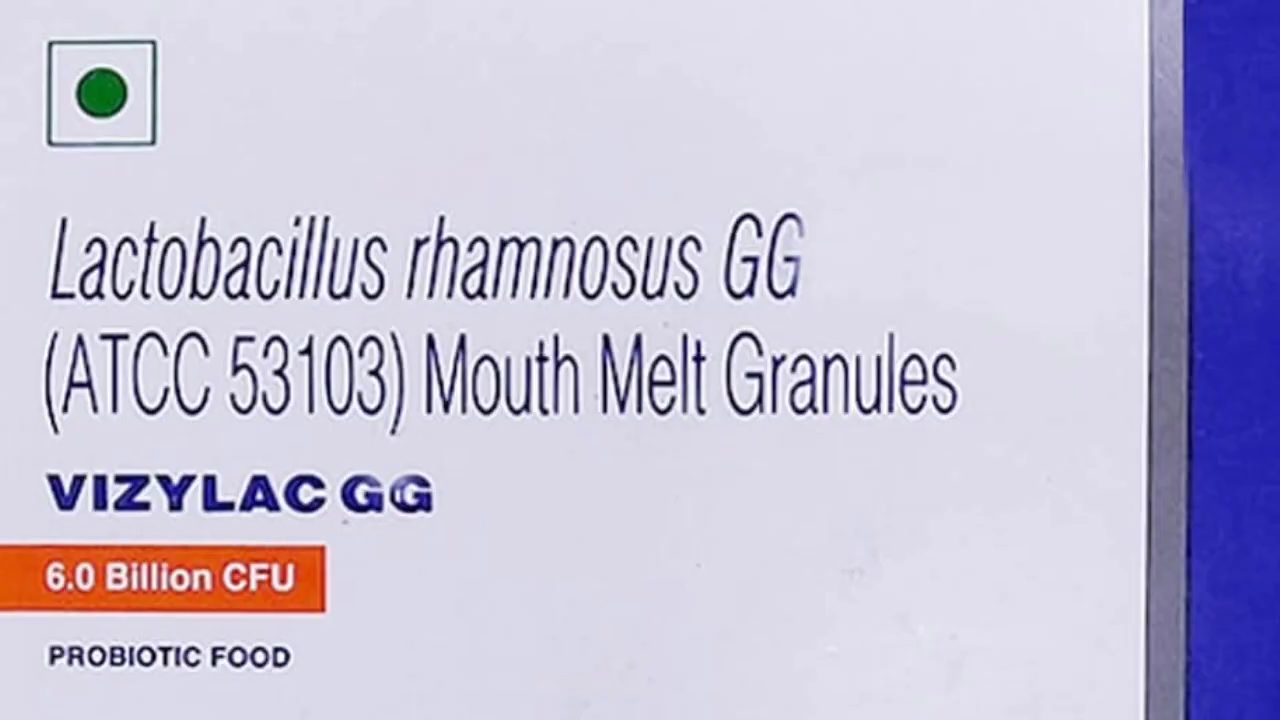 Lactobacillus rhamnosus GG
(ATCC 53103) Mouth Melt Granules
VIZYLAC GG
6.0 Billion CFU
PROBIOTIC FOOD